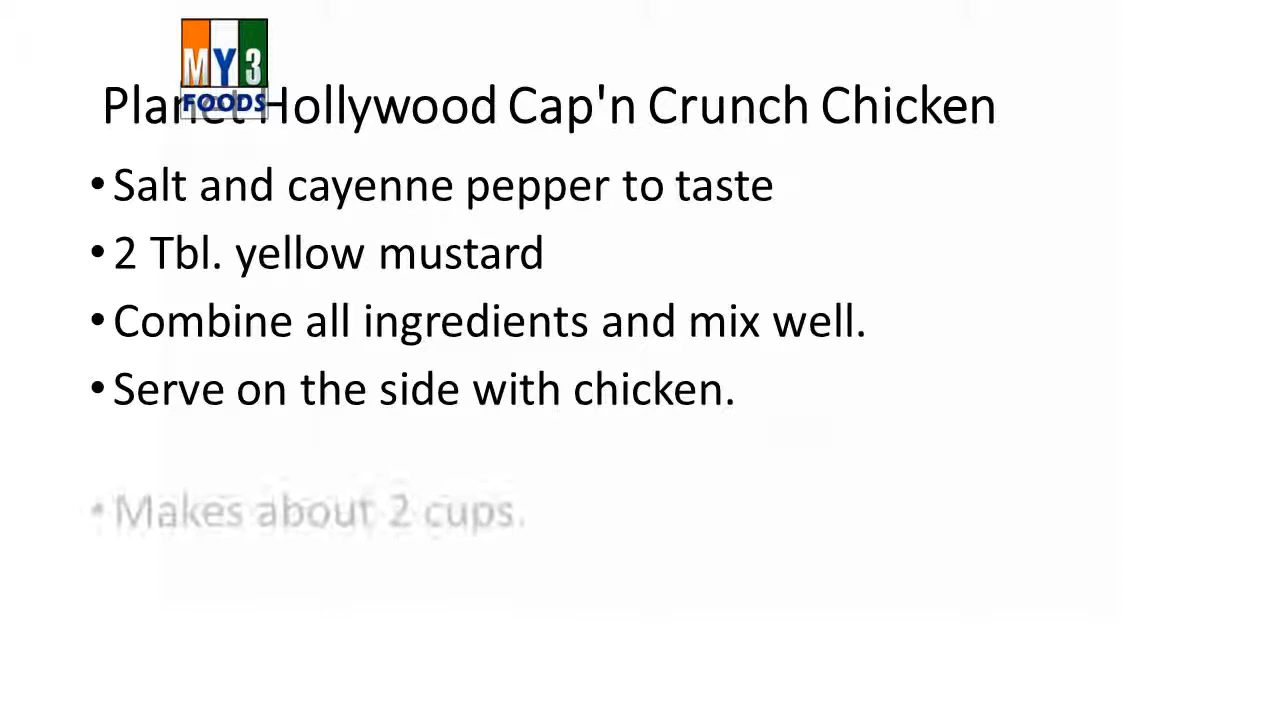 MY3
FOODS
Planet Hollywood Cap'n Crunch Chicken
•Salt and cayenne pepper to taste
•2 Tbl. yellow mustard
•Combine all ingredients and mix well.
•Serve on the side with chicken.
•Makes about 2 cups.